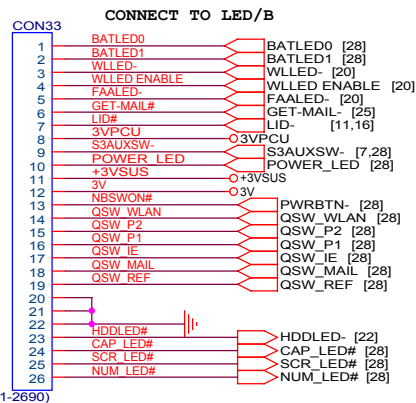 CONNECT TO LED/B
CON33
1 BATLED0 BATLED0 [28]
2 BATLED1 BATLED1 [28]
3 WLLED- WLLED- [20]
4 WLLED ENABLE WLLED ENABLE [20]
5 FAALED- FAALED- [20]
6 GET-MAIL# GET-MAIL- [25]
7 LID# LID- [11,16]
8 3VPCU 3VPCU
9 S3AUXSW- S3AUXSW- [7,28]
10 POWER_LED POWER_LED [28]
11 +3VSUS +3VSUS
12 3V 3V
13 NBSWON# PWRBTN- [28]
14 QSW_WLAN QSW_WLAN [28]
15 QSW_P2 QSW_P2 [28]
16 QSW_P1 QSW_P1 [28]
17 QSW_IE QSW_IE [28]
18 QSW_MAIL QSW_MAIL [28]
19 QSW_REF QSW_REF [28]
20
21
22
23 HDDLED# HDDLED- [22]
24 CAP_LED# CAP_LED# [28]
25 SCR_LED# SCR_LED# [28]
26 NUM_LED# NUM_LED# [28]
1-2690)